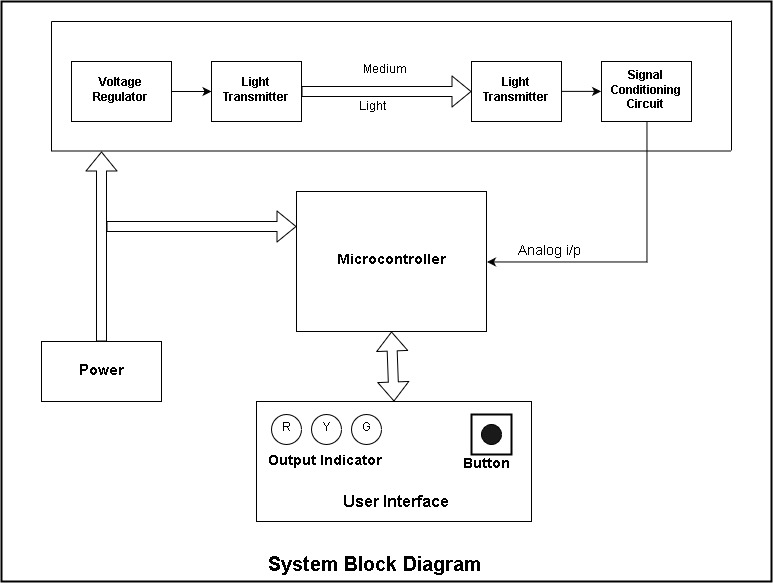 Voltage
Regulator
Light
Transmitter
Medium
Light
Light
Transmitter
Signal
Conditioning
Circuit
Microcontroller
Analog i/p
Power
R Y G
Output Indicator
Button
User Interface
System Block Diagram